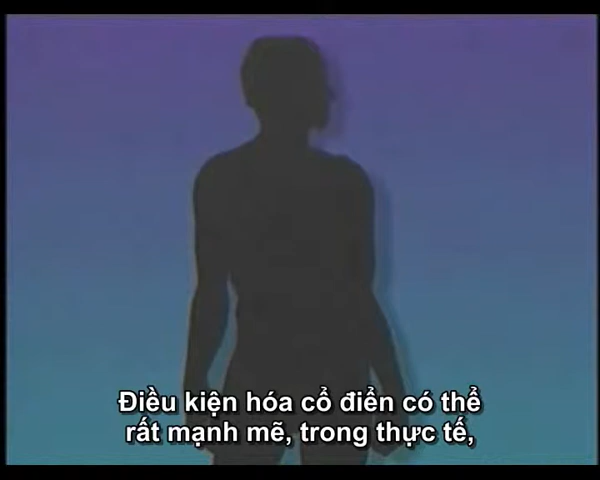 Điều kiện hóa cổ điển có thể
rất mạnh mẽ, trong thực tế,